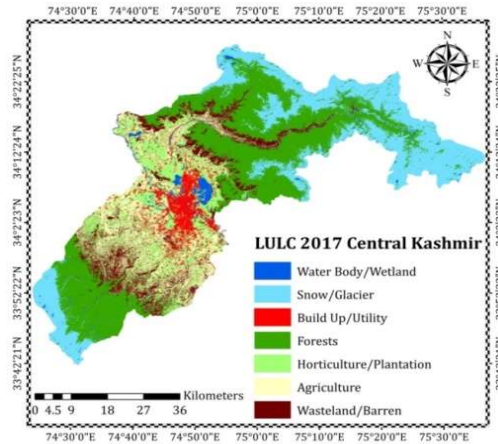 74°30'0"E 74°40'0"E 74°50'0"E 75°0'0"E 75°10'0"E 75°20'0"E 75°30'0"E
N
W E
S
34°22'25"N
34°12'24"N
34°2'23"N
33°52'22"N
33°42'21"N
LULC 2017 Central Kashmir
Water Body/Wetland
Snow/Glacier
Build Up/Utility
Forests
Horticulture/Plantation
Agriculture
Wasteland/Barren
Kilometers
0 4.5 9 18 27 36
74°30'0"E 74°40'0"E 74°50'0"E 75°0'0"E 75°10'0"E 75°20'0"E 75°30'0"E